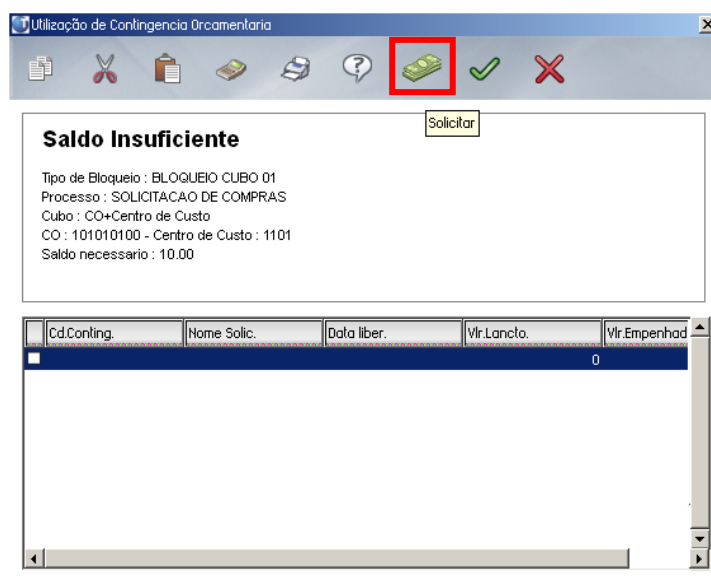 Utilização de Contingencia Orcamentaria
Solicitar
Saldo Insuficiente
Tipo de Bloqueio : BLOQUEIO CUBO 01
Processo : SOLICITACAO DE COMPRAS
Cubo : CO+Centro de Custo
CO : 101010100 - Centro de Custo : 1101
Saldo necessario : 10.00
Cd.Conting. Nome Solic. Data liber. Vlr.Lancto. Vlr.Empenhad
0